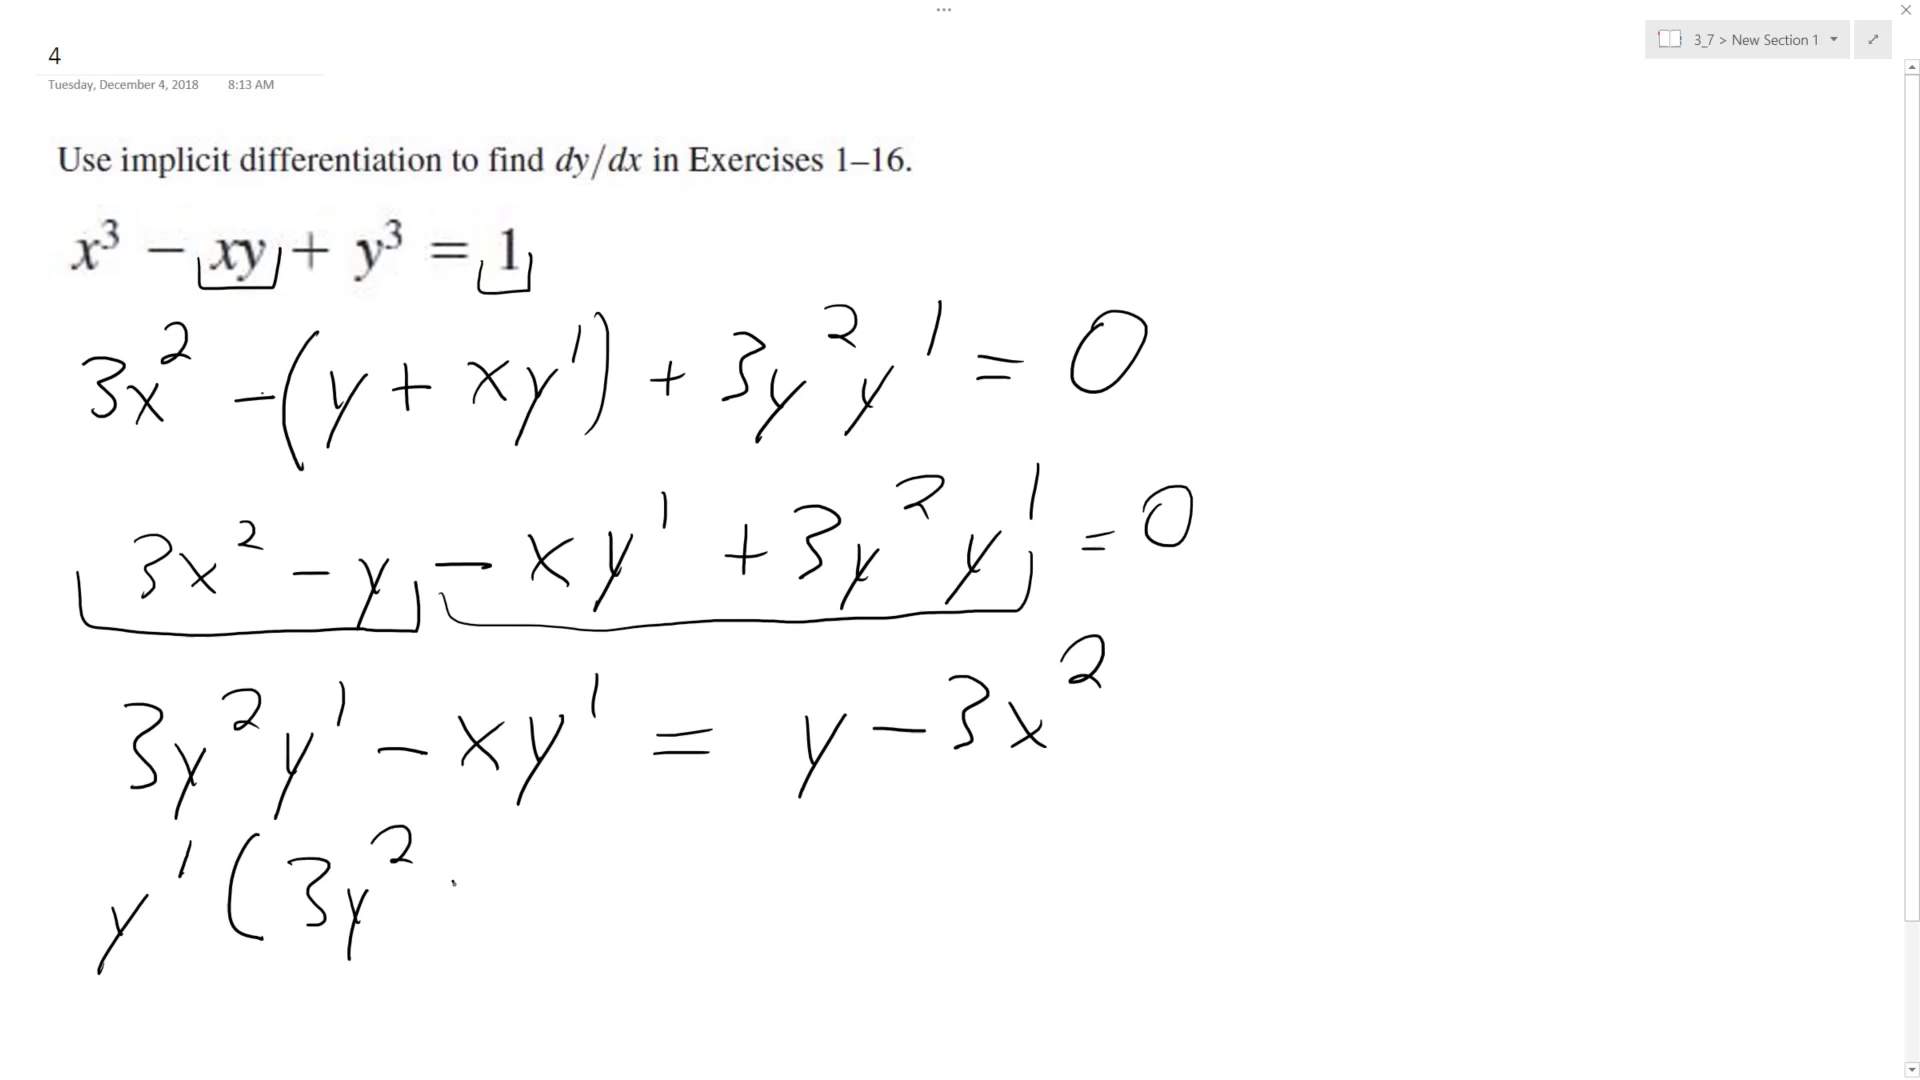 ...
3_7 > New Section 1
4
Tuesday, December 4, 2018 8:13 AM
Use implicit differentiation to find dy/dx in Exercises 1–16.
x³ − xy + y³ = 1
3x² − (y + xy') + 3y²y' = 0
3x² − y − xy' + 3y²y' = 0
3y²y' − xy' = y − 3x²
y'(3y²